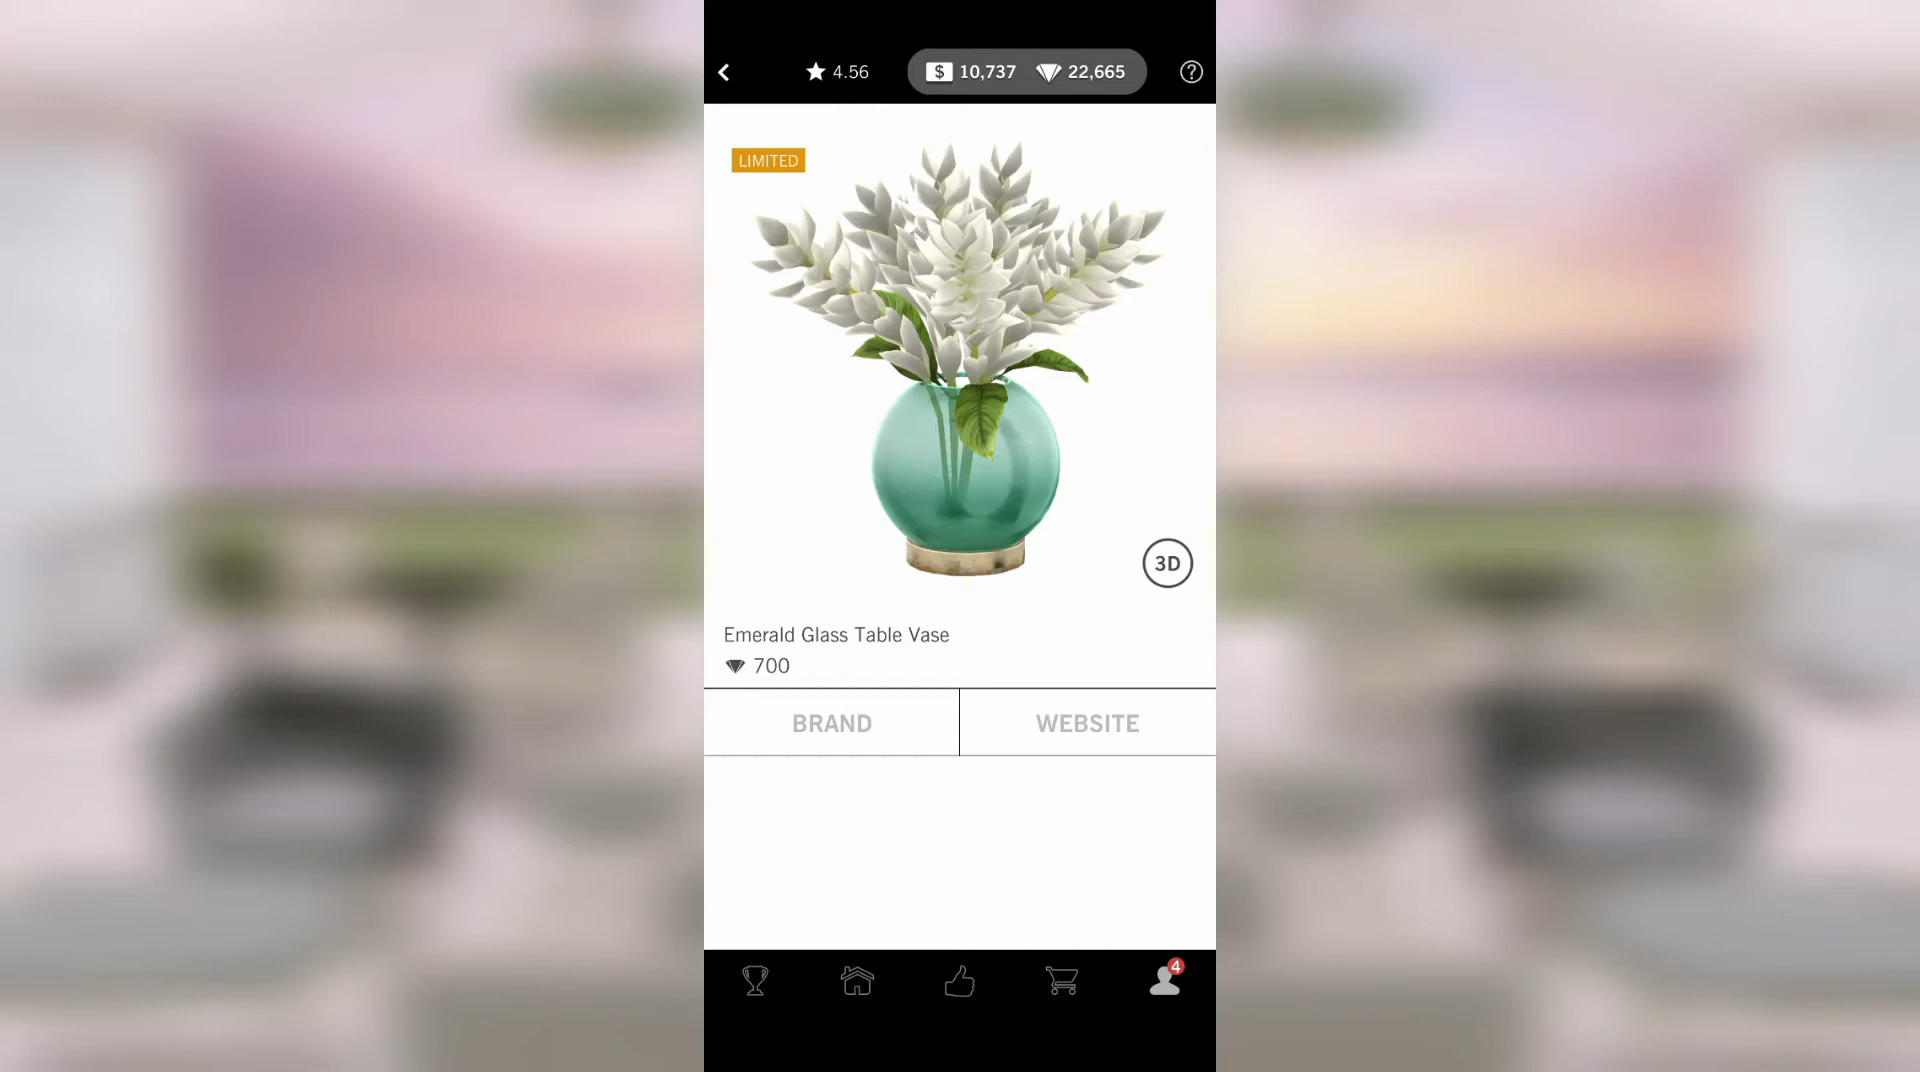 4.56 $ 10,737 22,665 ?
LIMITED
3D
Emerald Glass Table Vase
700
BRAND WEBSITE
4